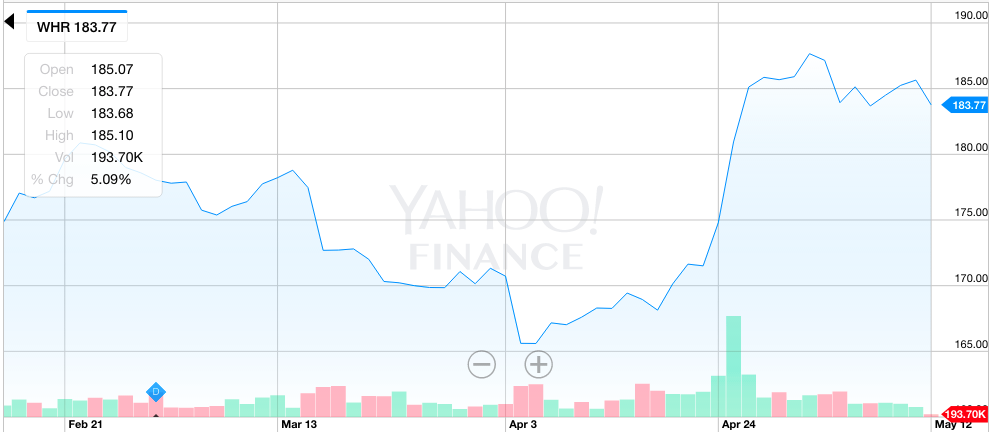 WHR 183.77
Open 185.07
Close 183.77
Low 183.68
High 185.10
Vol 193.70K
% Chg 5.09%
190.00
185.00
183.77
180.00
175.00
170.00
165.00
193.70K
YAHOO!
FINANCE
D
Feb 21
Mar 13
Apr 3
Apr 24
May 12